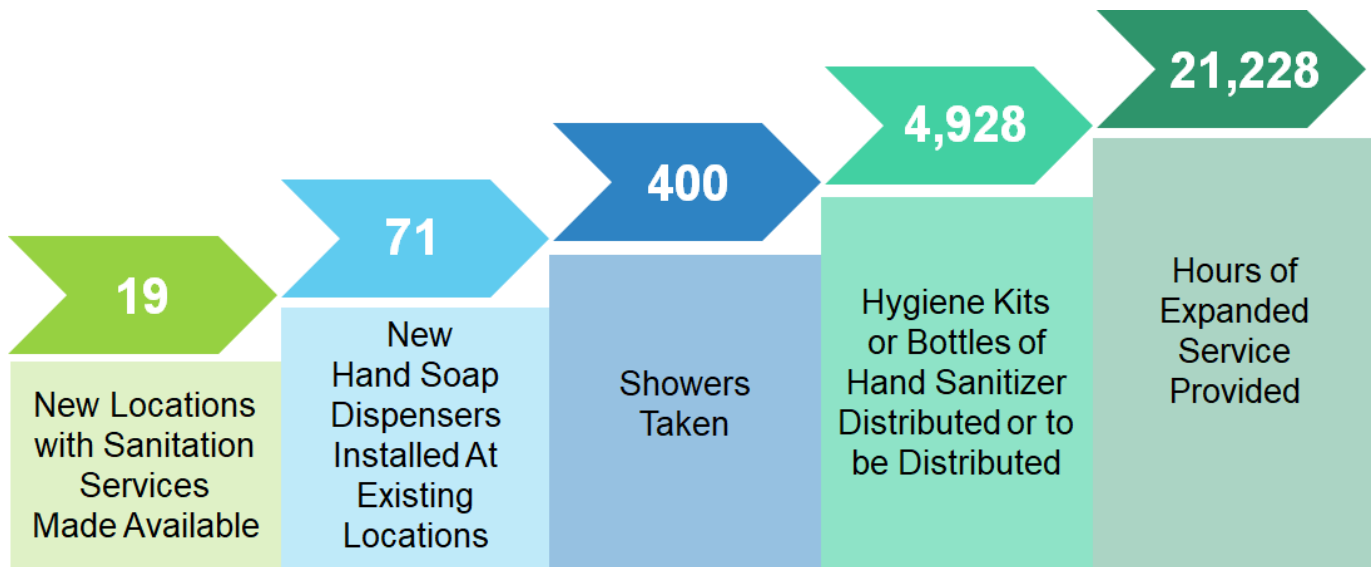 19
New Locations
with Sanitation
Services
Made Available
71
New
Hand Soap
Dispensers
Installed At
Existing
Locations
400
Showers
Taken
4,928
Hygiene Kits
or Bottles of
Hand Sanitizer
Distributed or to
be Distributed
21,228
Hours of
Expanded
Service
Provided